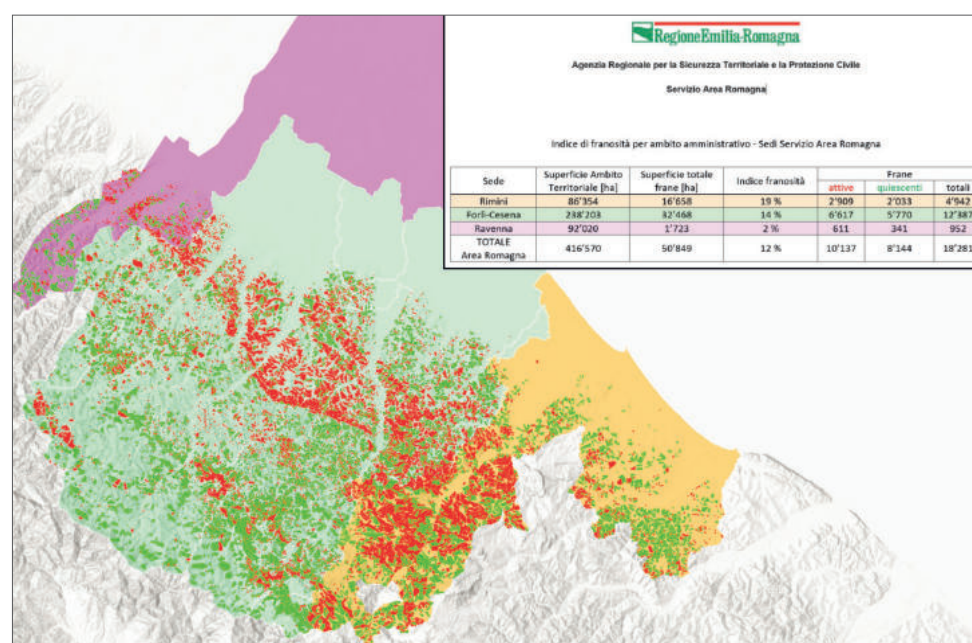 RegioneEmilia-Romagna
Agenzia Regionale per la Sicurezza Territoriale e la Protezione Civile
Servizio Area Romagna
Indice di franosità per ambito amministrativo - Sedi Servizio Area Romagna
Sede Superficie Ambito Territoriale [ha] Superficie totale frane [ha] Indice franosità Frane
attive quiescenti totali
Rimini 86'354 16'658 19 % 2'909 2'033 4'942
Forlì-Cesena 238'203 32'468 14 % 6'617 5'770 12'387
Ravenna 92'020 1'723 2 % 611 341 952
TOTALE Area Romagna 416'570 50'849 12 % 10'137 8'144 18'281